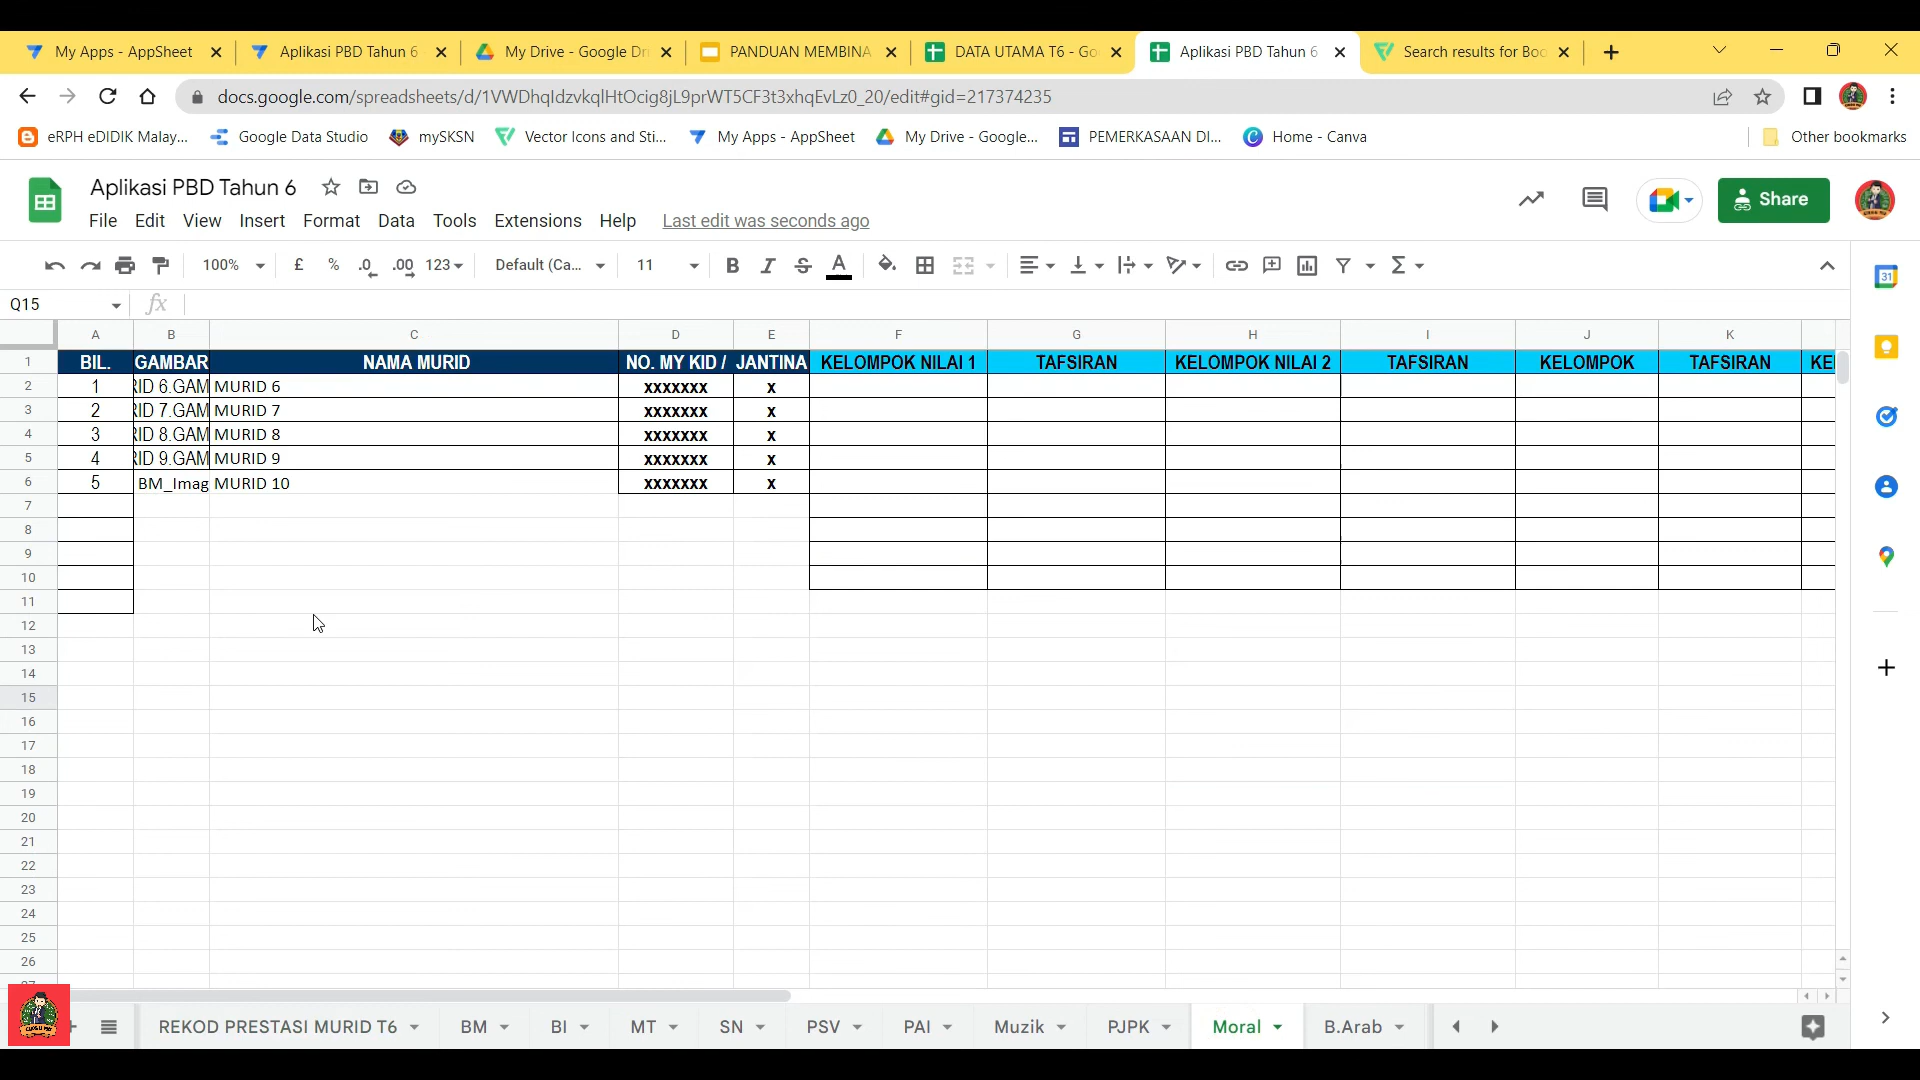 My Apps - AppSheet
Aplikasi PBD Tahun 6
My Drive - Google Dr
PANDUAN MEMBINA
DATA UTAMA T6 - Go
Aplikasi PBD Tahun 6
Search results for Boo
docs.google.com/spreadsheets/d/1VWDhqIdzvkqlHtOcig8jL9prWT5CF3t3xhqEvLz0_20/edit#gid=217374235
eRPH eDIDIK Malay...
Google Data Studio
mySKSN
Vector Icons and Sti...
My Apps - AppSheet
My Drive - Google...
PEMERKASAAN DI...
Home - Canva
Other bookmarks
Aplikasi PBD Tahun 6
File Edit View Insert Format Data Tools Extensions Help Last edit was seconds ago
Share
100% £ % .0 .00 123 Default (Ca... 11 B I S A
31
Q15 fx
A B C D E F G H I J K
1 BIL. GAMBAR NAMA MURID NO. MY KID / JANTINA KELOMPOK NILAI 1 TAFSIRAN KELOMPOK NILAI 2 TAFSIRAN KELOMPOK TAFSIRAN KE
2 1 RID 6.GAM MURID 6 xxxxxxx x
3 2 RID 7.GAM MURID 7 xxxxxxx x
4 3 RID 8.GAM MURID 8 xxxxxxx x
5 4 RID 9.GAM MURID 9 xxxxxxx x
6 5 BM_Imag MURID 10 xxxxxxx x
7
8
9
10
11
12
13
14
15
16
17
18
19
20
21
22
23
24
25
26
REKOD PRESTASI MURID T6 BM BI MT SN PSV PAI Muzik PJPK Moral B.Arab